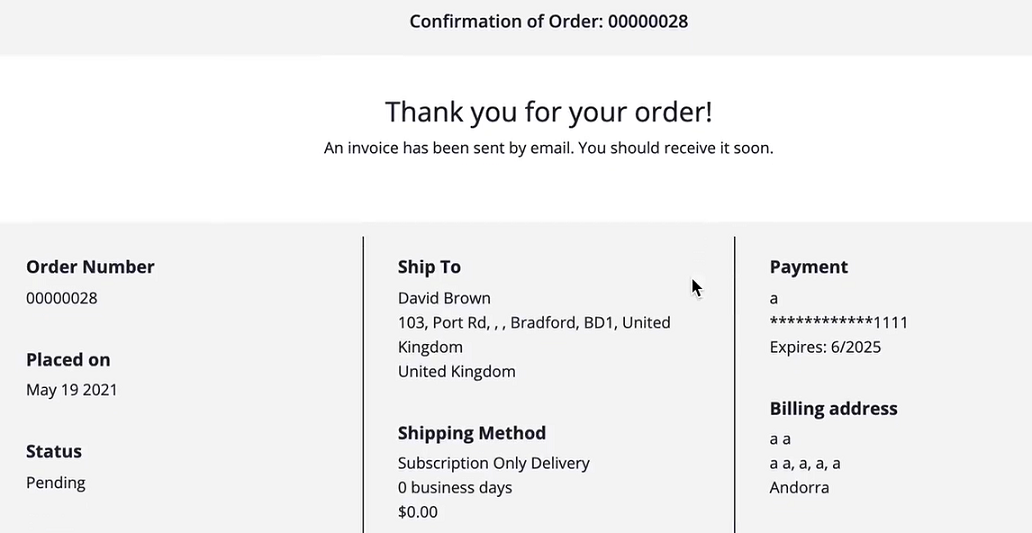 Confirmation of Order: 00000028
Thank you for your order!
An invoice has been sent by email. You should receive it soon.
Order Number
00000028
Placed on
May 19 2021
Status
Pending
Ship To
David Brown
103, Port Rd, , , Bradford, BD1, United
Kingdom
United Kingdom
Shipping Method
Subscription Only Delivery
0 business days
$0.00
Payment
a
************1111
Expires: 6/2025
Billing address
a a
a a, a, a, a
Andorra